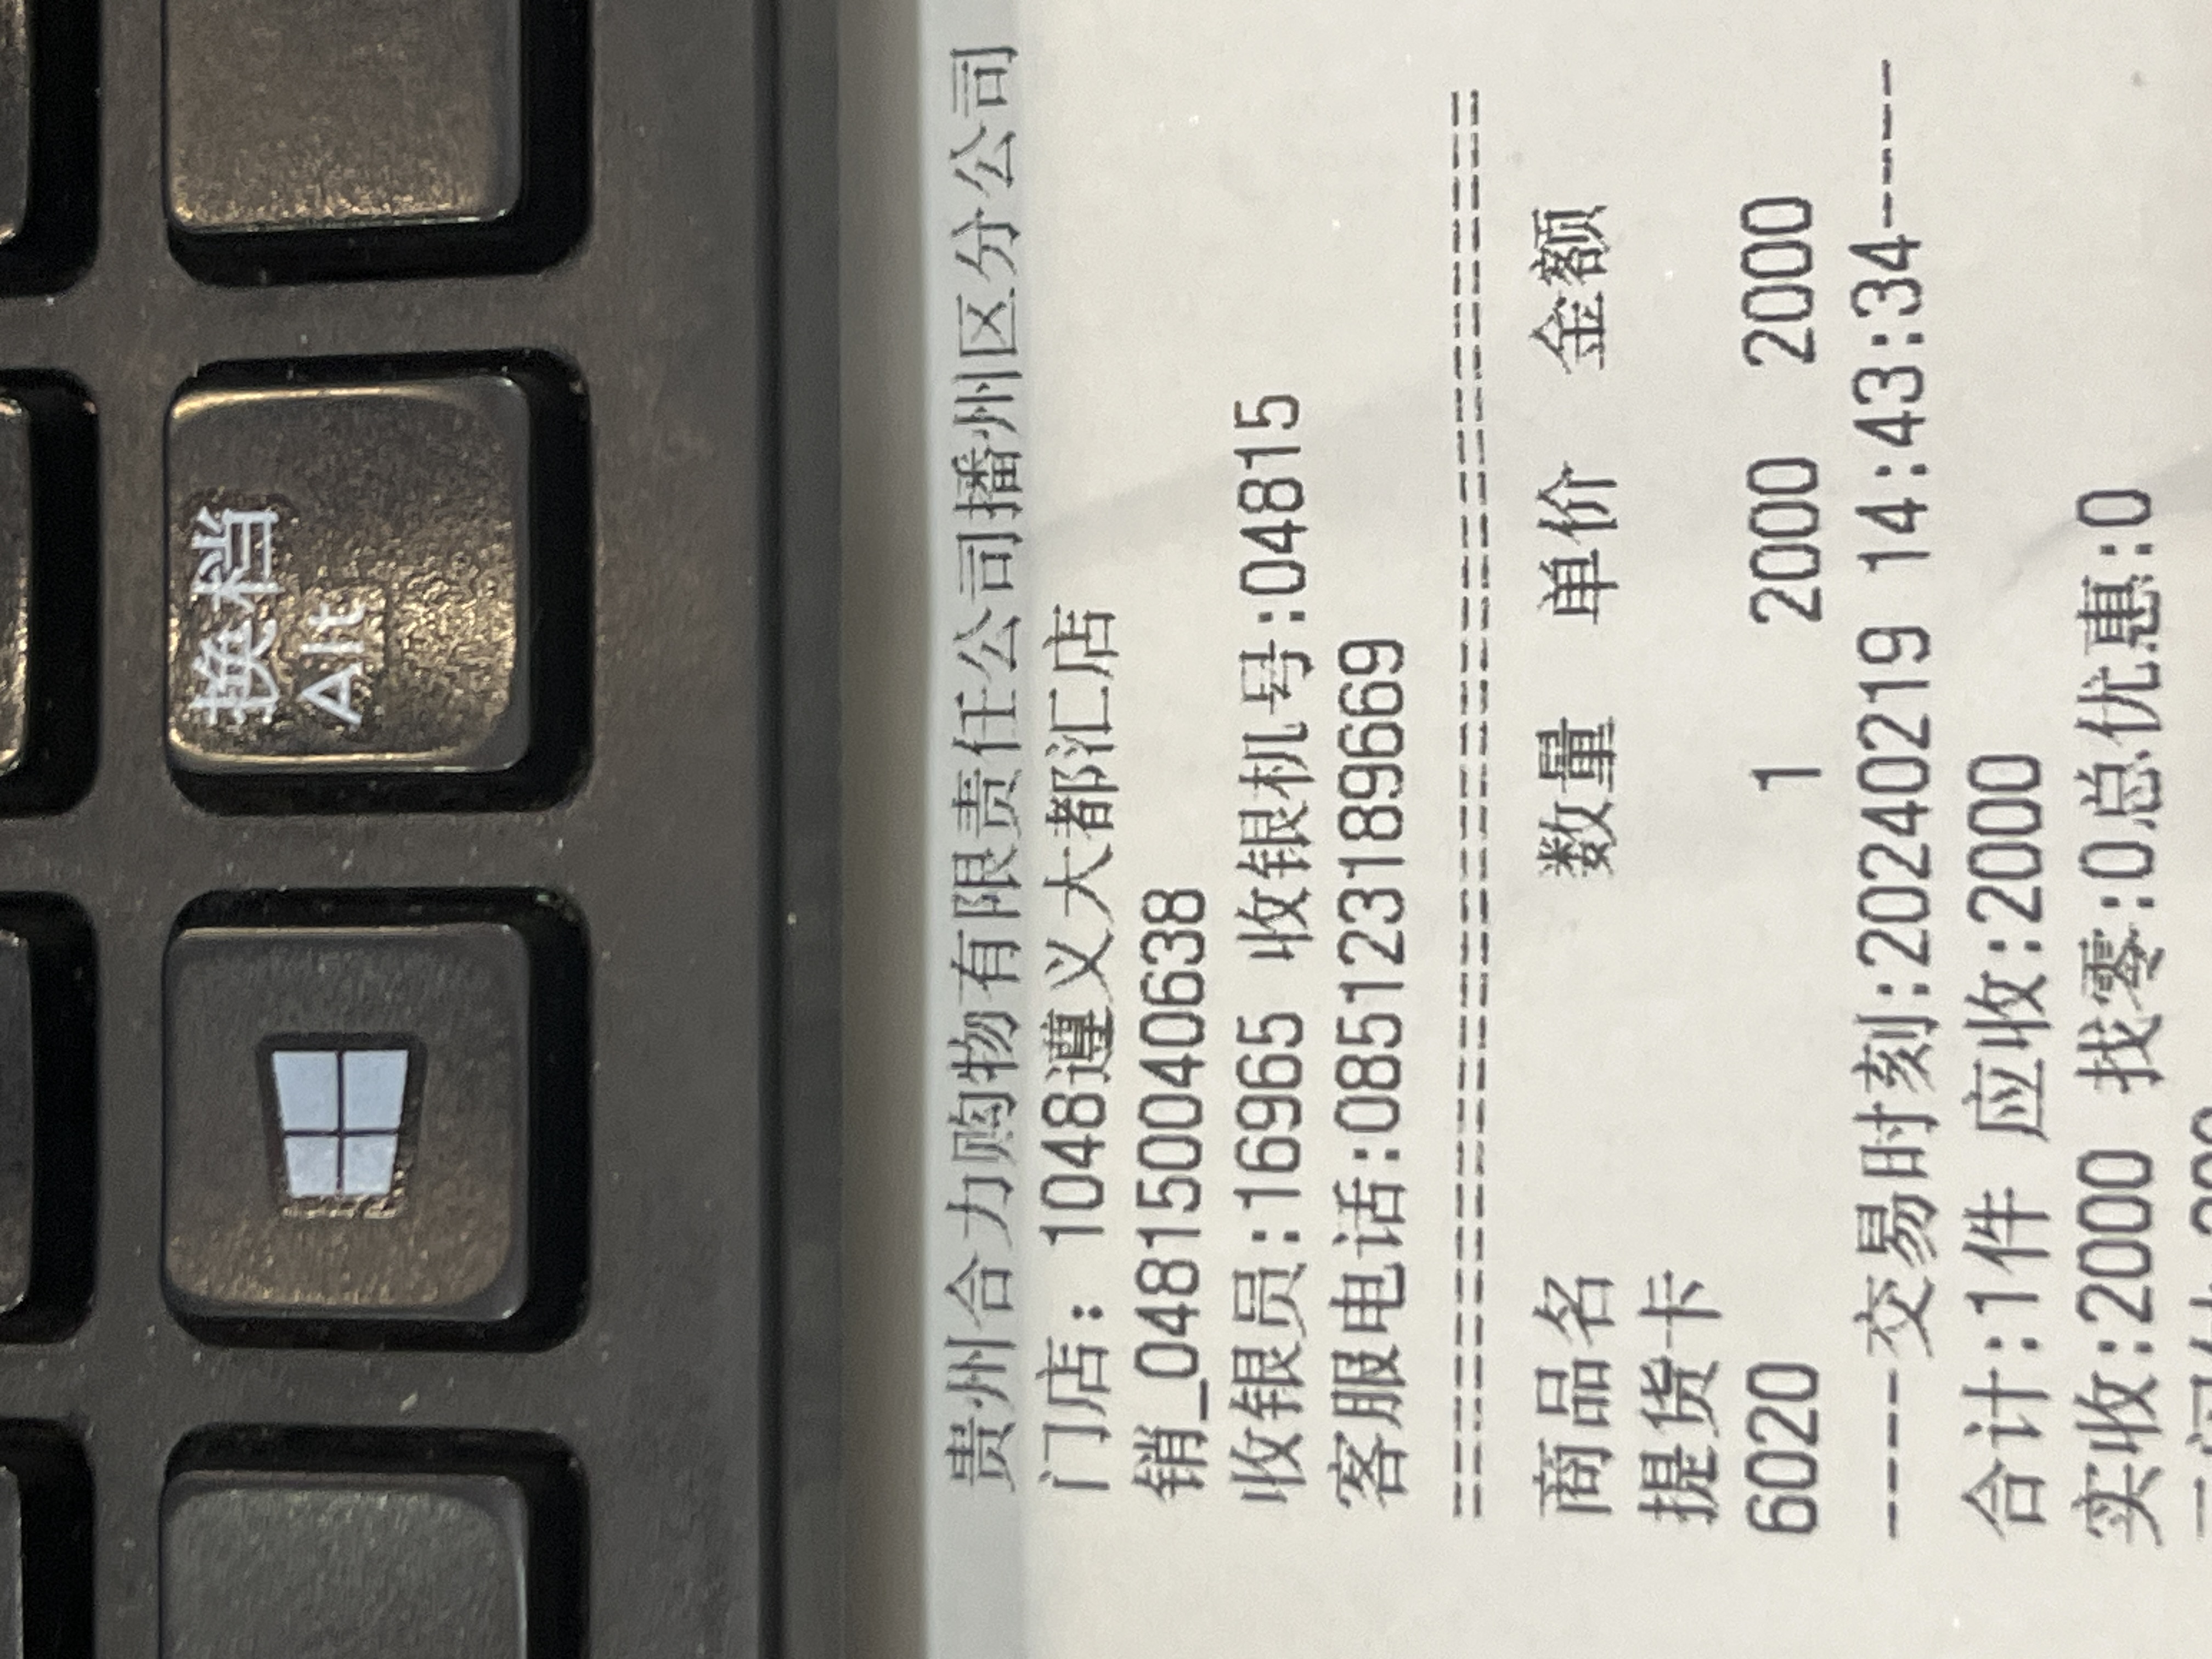 换档
Alt
贵州合力购物有限责任公司播州区分公司
门店: 1048遵义大都汇店
销_04815004​0638
收银员:16965 收银机号:04815
客服电话:085123189669
==============================
商品名 数量 单价 金额
提货卡
6020 1 2000 2000
-----交易时刻:20240219 14:43:34-----
合计:1件 应收:2000
实收:2000 找零:0总优惠:0